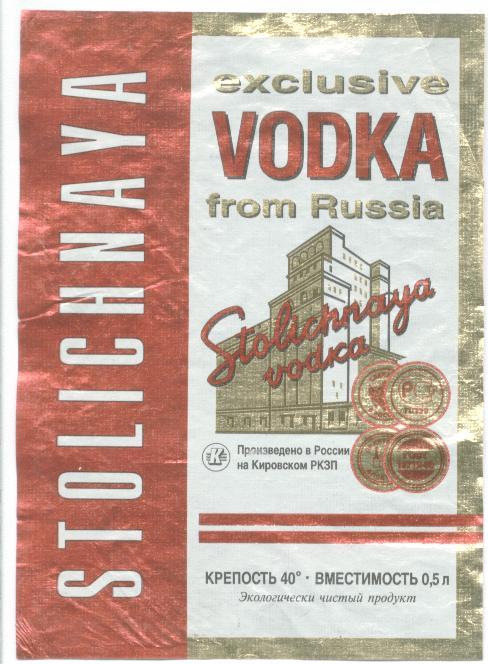 STOLICHNAYA
exclusive
VODKA
from Russia
Stolichnaya
vodka
Произведено в России
на Кировском РКЗП
КРЕПОСТЬ 40° · ВМЕСТИМОСТЬ 0,5 л
Экологически чистый продукт